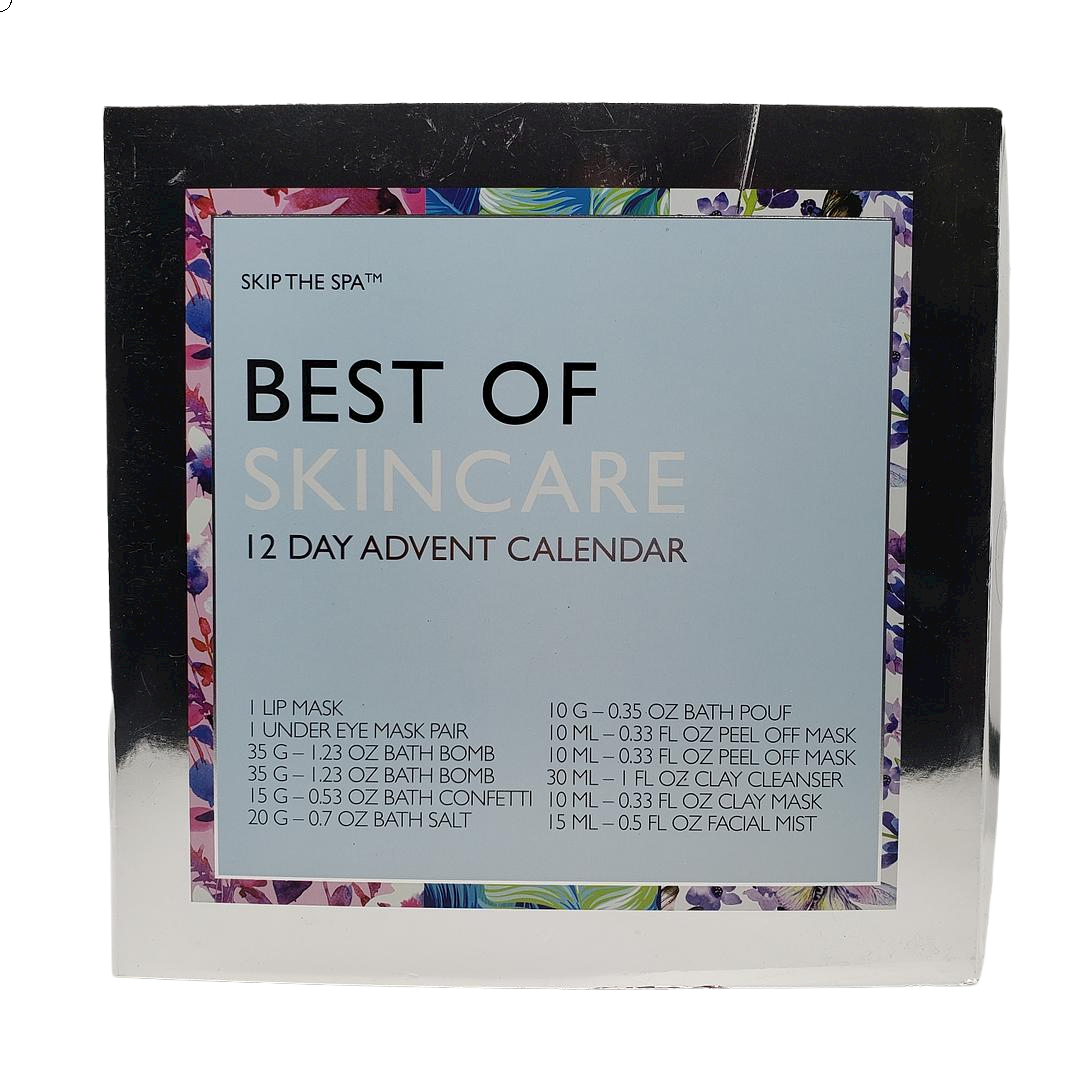 SKIP THE SPA™
BEST OF
SKINCARE
12 DAY ADVENT CALENDAR
1 LIP MASK
1 UNDER EYE MASK PAIR
35 G – 1.23 OZ BATH BOMB
35 G – 1.23 OZ BATH BOMB
15 G – 0.53 OZ BATH CONFETTI
20 G – 0.7 OZ BATH SALT
10 G – 0.35 OZ BATH POUF
10 ML – 0.33 FL OZ PEEL OFF MASK
10 ML – 0.33 FL OZ PEEL OFF MASK
30 ML – 1 FL OZ CLAY CLEANSER
10 ML – 0.33 FL OZ CLAY MASK
15 ML – 0.5 FL OZ FACIAL MIST